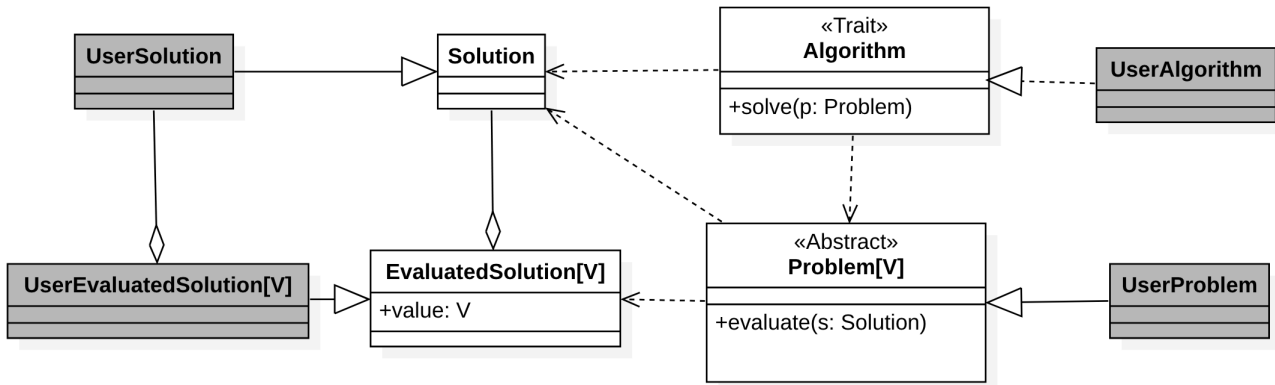 UserSolution
Solution
«Trait»
Algorithm
+solve(p: Problem)
UserAlgorithm
UserEvaluatedSolution[V]
EvaluatedSolution[V]
+value: V
«Abstract»
Problem[V]
+evaluate(s: Solution)
UserProblem